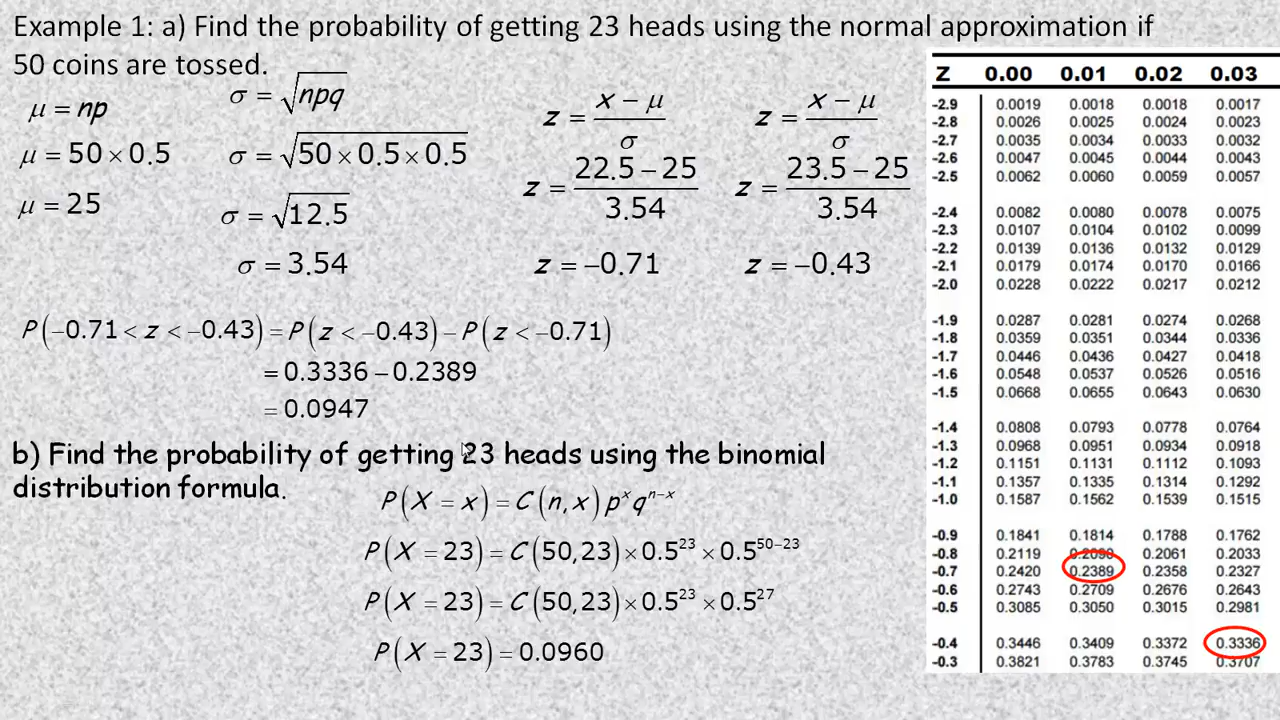 Example 1: a) Find the probability of getting 23 heads using the normal approximation if
50 coins are tossed.
μ = np
μ = 50 × 0.5
μ = 25
σ = √npq
σ = √50 × 0.5 × 0.5
σ = √12.5
σ = 3.54
z = x − μ / σ
z = 22.5 − 25 / 3.54
z = −0.71
z = x − μ / σ
z = 23.5 − 25 / 3.54
z = −0.43
P(−0.71 < z < −0.43) = P(z < −0.43) − P(z < −0.71)
= 0.3336 − 0.2389
= 0.0947
b) Find the probability of getting 23 heads using the binomial
distribution formula.
P(X = x) = C(n, x) pˣ qⁿ⁻ˣ
P(X = 23) = C(50, 23) × 0.5²³ × 0.5⁵⁰⁻²³
P(X = 23) = C(50, 23) × 0.5²³ × 0.5²⁷
P(X = 23) = 0.0960
Z 0.00 0.01 0.02 0.03
-2.9 0.0019 0.0018 0.0018 0.0017
-2.8 0.0026 0.0025 0.0024 0.0023
-2.7 0.0035 0.0034 0.0033 0.0032
-2.6 0.0047 0.0045 0.0044 0.0043
-2.5 0.0062 0.0060 0.0059 0.0057
-2.4 0.0082 0.0080 0.0078 0.0075
-2.3 0.0107 0.0104 0.0102 0.0099
-2.2 0.0139 0.0136 0.0132 0.0129
-2.1 0.0179 0.0174 0.0170 0.0166
-2.0 0.0228 0.0222 0.0217 0.0212
-1.9 0.0287 0.0281 0.0274 0.0268
-1.8 0.0359 0.0351 0.0344 0.0336
-1.7 0.0446 0.0436 0.0427 0.0418
-1.6 0.0548 0.0537 0.0526 0.0516
-1.5 0.0668 0.0655 0.0643 0.0630
-1.4 0.0808 0.0793 0.0778 0.0764
-1.3 0.0968 0.0951 0.0934 0.0918
-1.2 0.1151 0.1131 0.1112 0.1093
-1.1 0.1357 0.1335 0.1314 0.1292
-1.0 0.1587 0.1562 0.1539 0.1515
-0.9 0.1841 0.1814 0.1788 0.1762
-0.8 0.2119 0.2090 0.2061 0.2033
-0.7 0.2420 0.2389 0.2358 0.2327
-0.6 0.2743 0.2709 0.2676 0.2643
-0.5 0.3085 0.3050 0.3015 0.2981
-0.4 0.3446 0.3409 0.3372 0.3336
-0.3 0.3821 0.3783 0.3745 0.3707